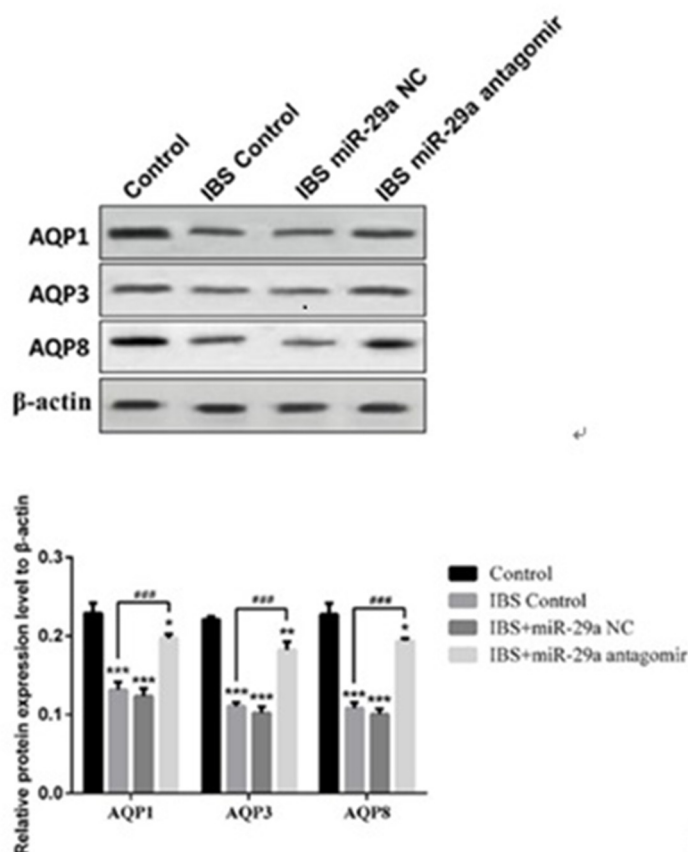 Control
IBS Control
IBS miR-29a NC
IBS miR-29a antagomir
AQP1
AQP3
AQP8
β-actin
Relative protein expression level to β-actin
0.3
0.2
0.1
0.0
###
###
###
*
**
*
***
***
***
***
***
***
AQP1
AQP3
AQP8
Control
IBS Control
IBS+miR-29a NC
IBS+miR-29a antagomir